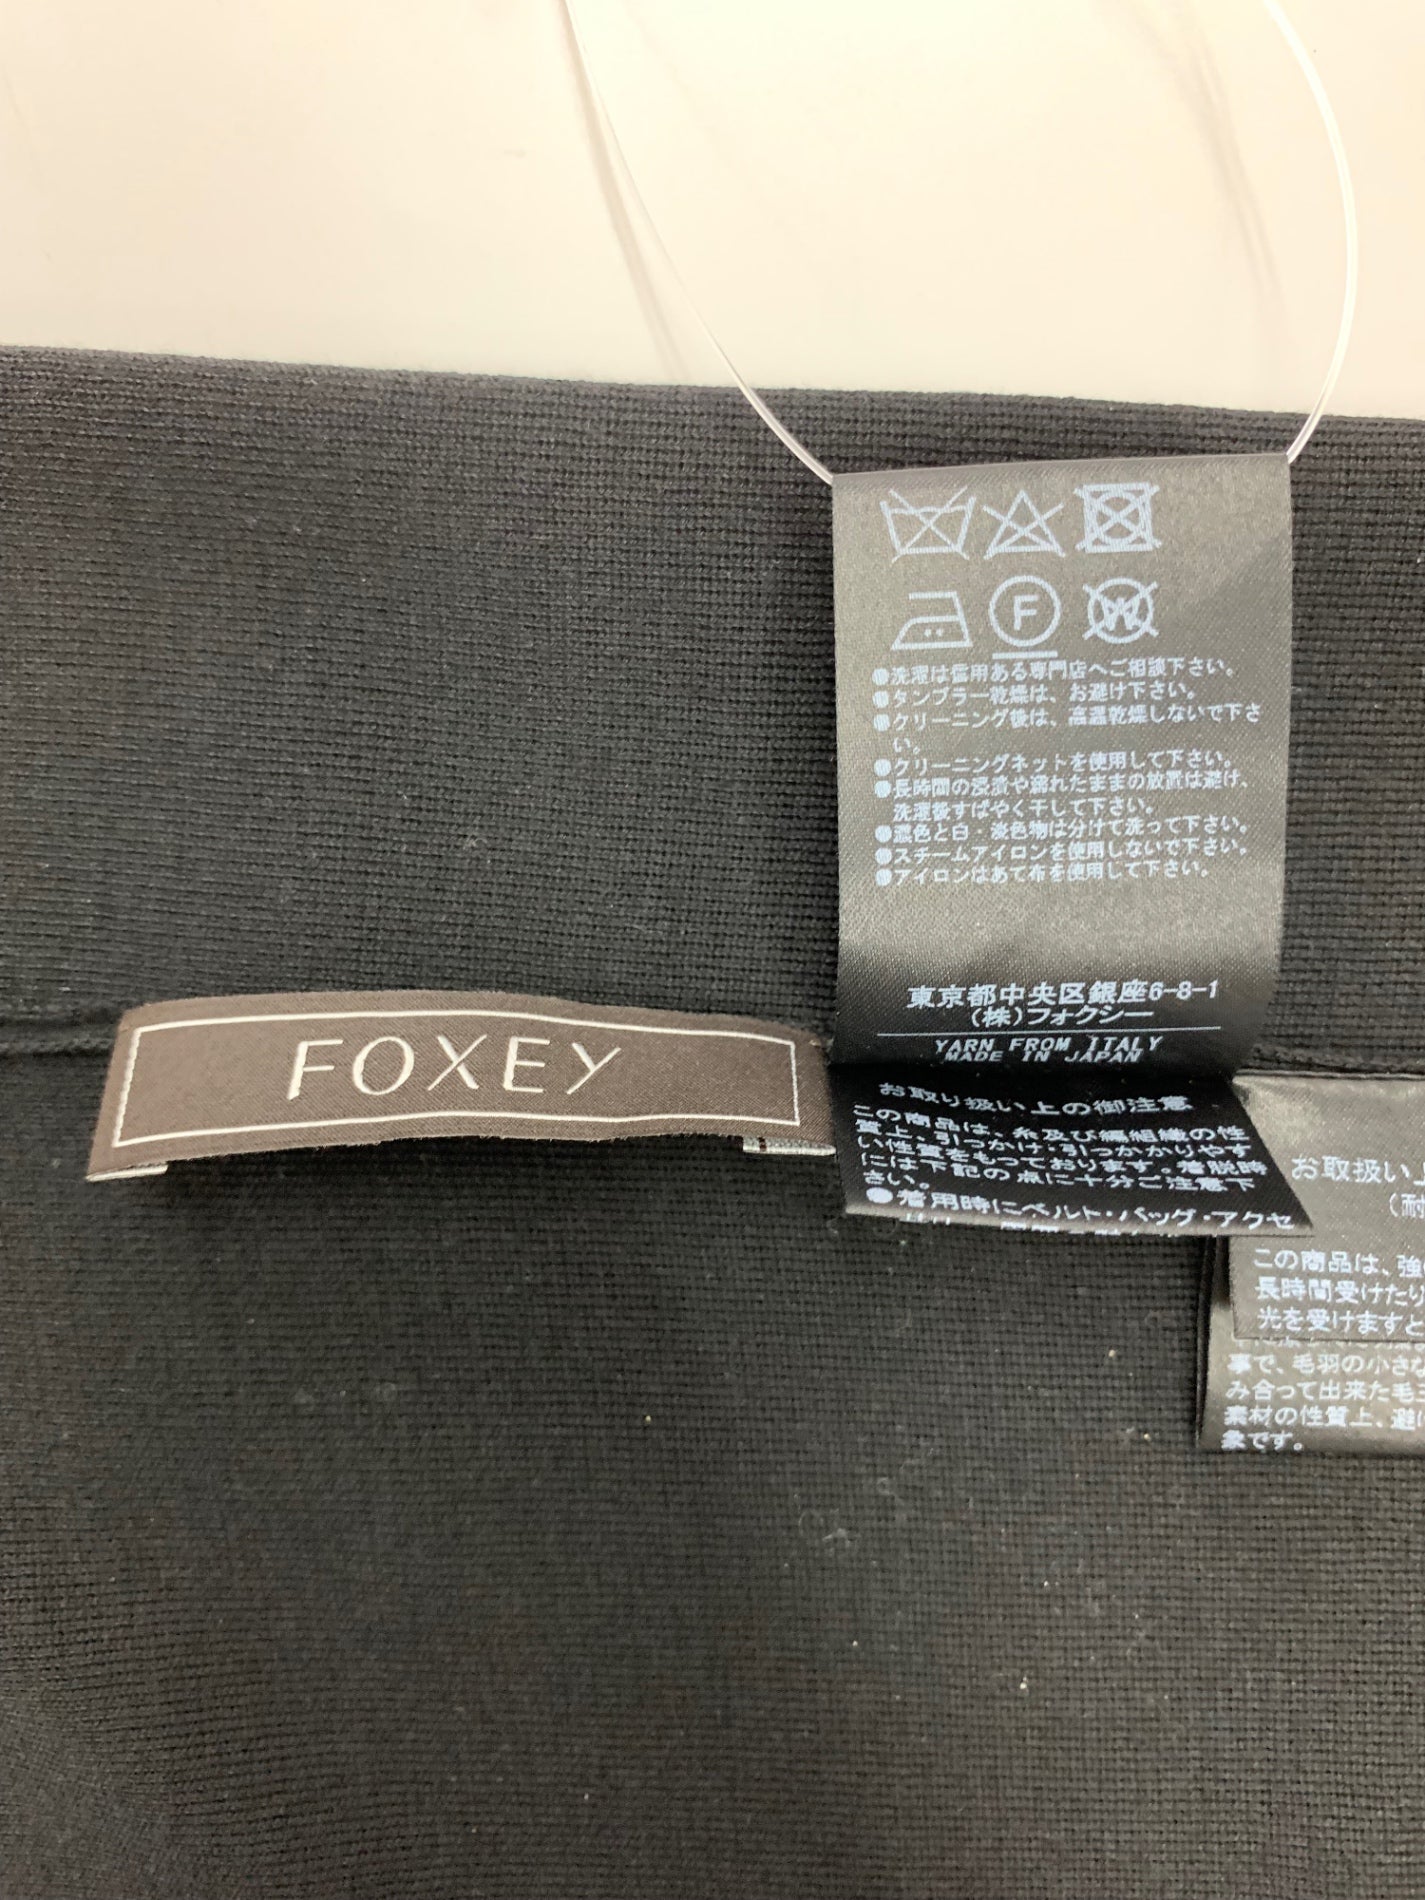 F
W
●洗濯は信用ある専門店へご相談下さい。
●タンブラー乾燥は、お避け下さい。
●クリーニング後は、高温乾燥しないで下さ
い。
●クリーニングネットを使用して下さい。
●長時間の浸漬や濡れたままの放置は避け、
洗濯後すばやく干して下さい。
●濃色と白・淡色物は分けて洗って下さい。
●スチームアイロンを使用しないで下さい。
●アイロンはあて布を使用して下さい。
東京都中央区銀座6-8-1
(株)フォクシー
YARN FROM ITALY
MADE IN JAPAN
FOXEY
お取り扱い上の御注意
この商品は、糸及び編組織の性
質上、引っかけ・引っかかりやす
い性質をもっております。着脱時
には下記の点に十分ご注意下
さい。
●着用時にベルト・バッグ・アクセ
お取扱い
(耐
この商品は、強
長時間受けたり
光を受けますと
事で、毛羽の小さ
み合って出来た毛
素材の性質上、避
象です。